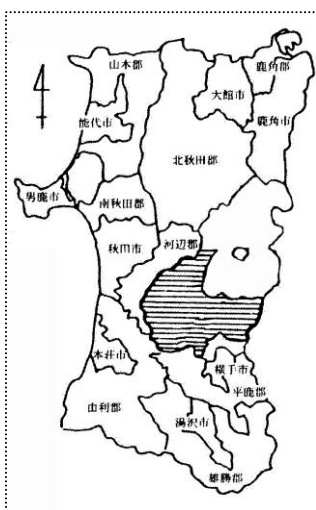 山本郡
鹿角郡
大館市
能代市
鹿角市
北秋田郡
男鹿市
南秋田郡
秋田市
河辺郡
本荘市
横手市
平鹿郡
由利郡
湯沢市
雄勝郡